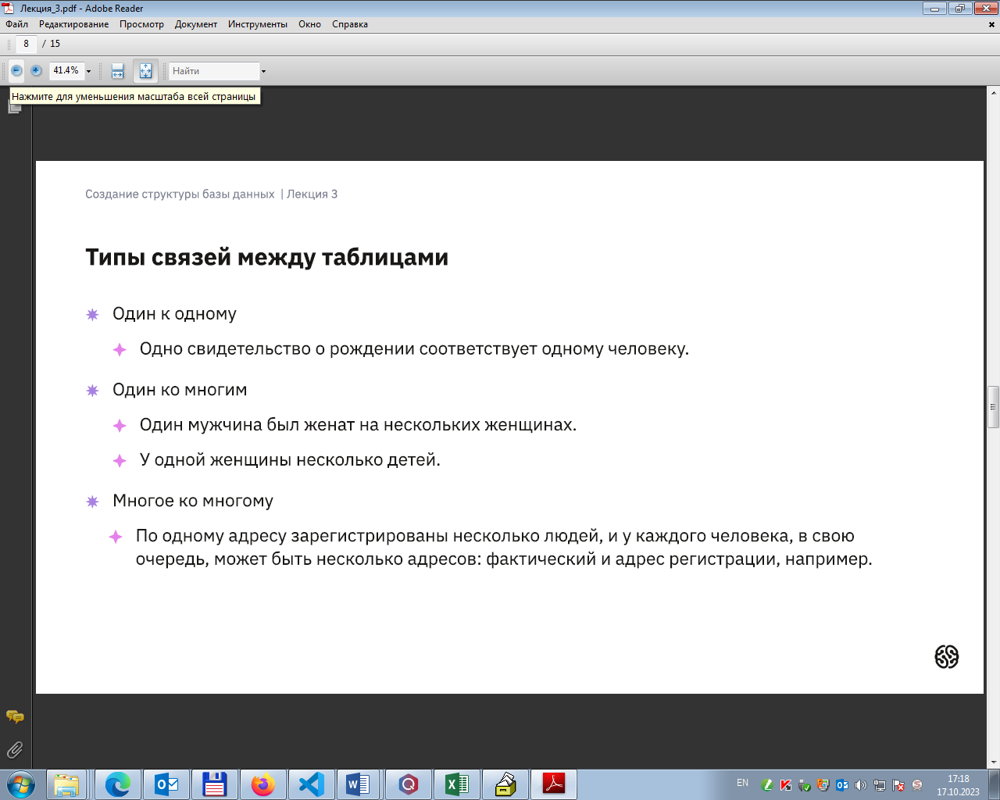 Лекция_3.pdf - Adobe Reader
Файл Редактирование Просмотр Документ Инструменты Окно Справка
8 / 15
41.4% Найти
Нажмите для уменьшения масштаба всей страницы
Создание структуры базы данных | Лекция 3
Типы связей между таблицами
Один к одному
Одно свидетельство о рождении соответствует одному человеку.
Один ко многим
Один мужчина был женат на нескольких женщинах.
У одной женщины несколько детей.
Многое ко многому
По одному адресу зарегистрированы несколько людей, и у каждого человека, в свою
очередь, может быть несколько адресов: фактический и адрес регистрации, например.
EN
17:18
17.10.2023